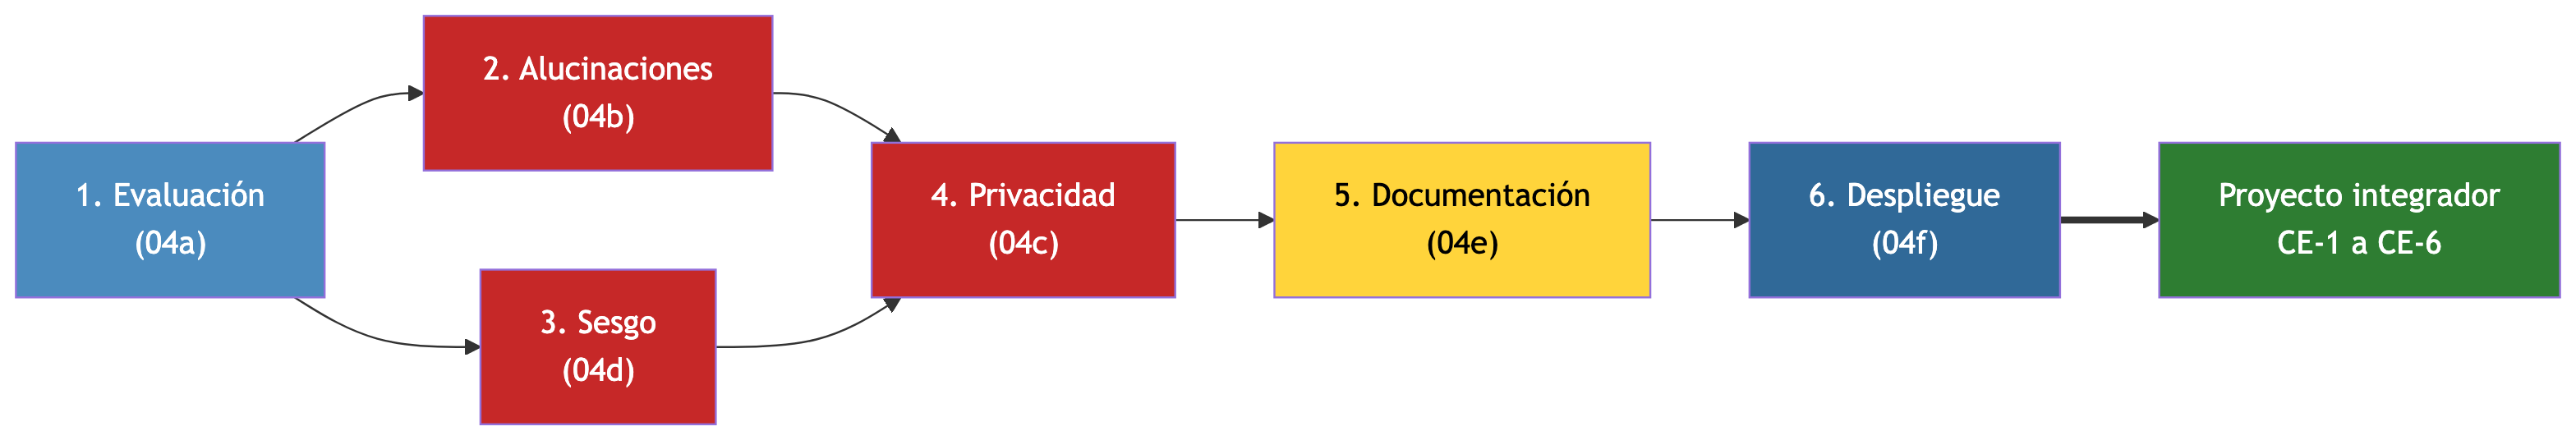 1. Evaluación
(04a)
2. Alucinaciones
(04b)
3. Sesgo
(04d)
4. Privacidad
(04c)
5. Documentación
(04e)
6. Despliegue
(04f)
Proyecto integrador
CE-1 a CE-6